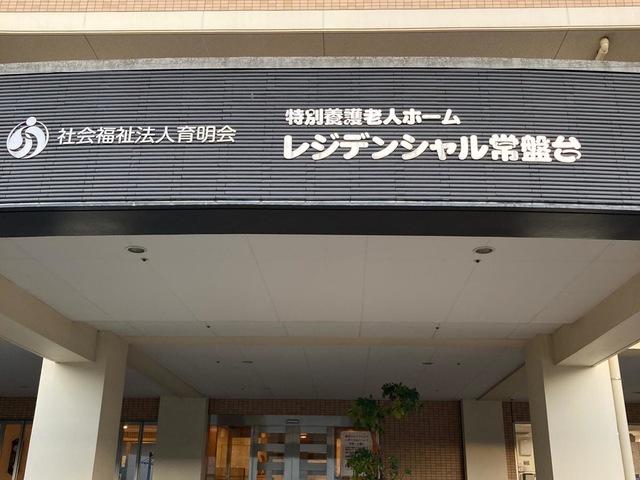 社会福祉法人育明会
特別養護老人ホーム
レジデンシャル常盤台